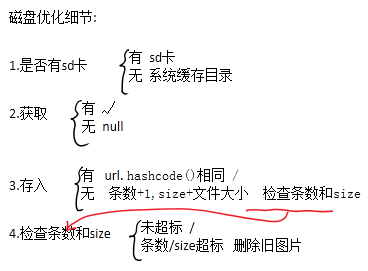 磁盘优化细节:
有 sd卡
1.是否有sd卡
无 系统缓存目录
有 √
2.获取
无 null
有 url.hashcode()相同 /
3.存入
无 条数+1,size+文件大小 检查条数和size
未超标 /
4.检查条数和size
条数/size超标 删除旧图片